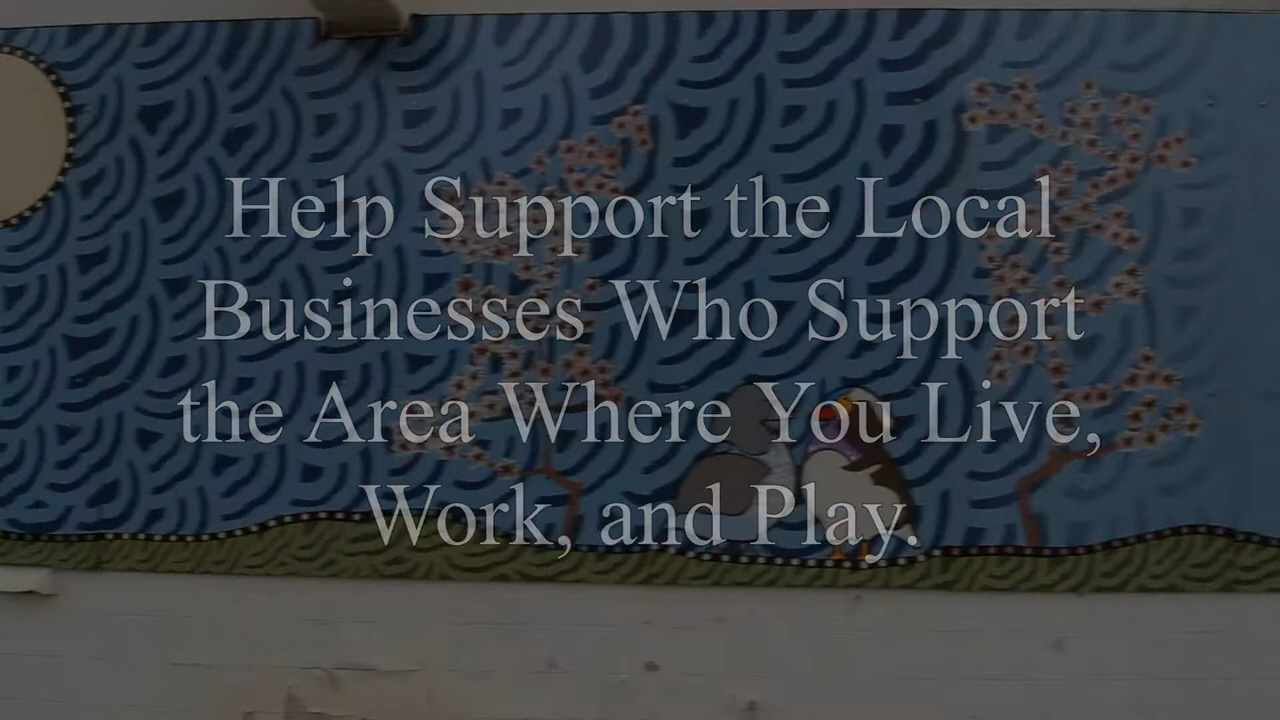 Help Support the Local
Businesses Who Support
the Area Where You Live,
Work, and Play.